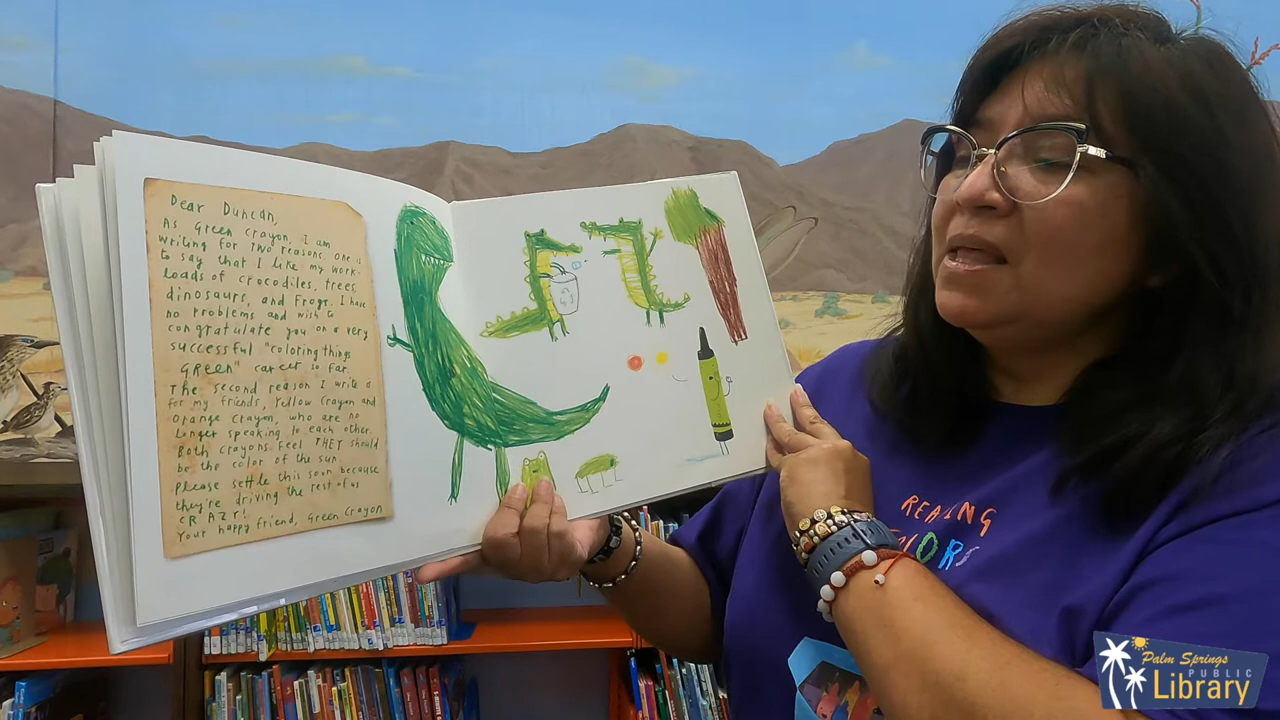 Dear Duncan,
As Green Crayon, I am
writing for two reasons. One is
to say that I like my work-
loads of crocodiles, trees,
dinosaurs, and frogs. I have
no problems and wish to
congratulate you on a very
successful "coloring things
GREEN" career so far.
The second reason I write is
for my friends, Yellow Crayon and
Orange Crayon, who are no
longer speaking to each other.
Both crayons feel THEY should
be the color of the sun.
Please settle this soon because
they're driving the rest of us
CRAZY!
Your happy friend, Green Crayon
READING
COLORS
Palm Springs
PUBLIC
Library